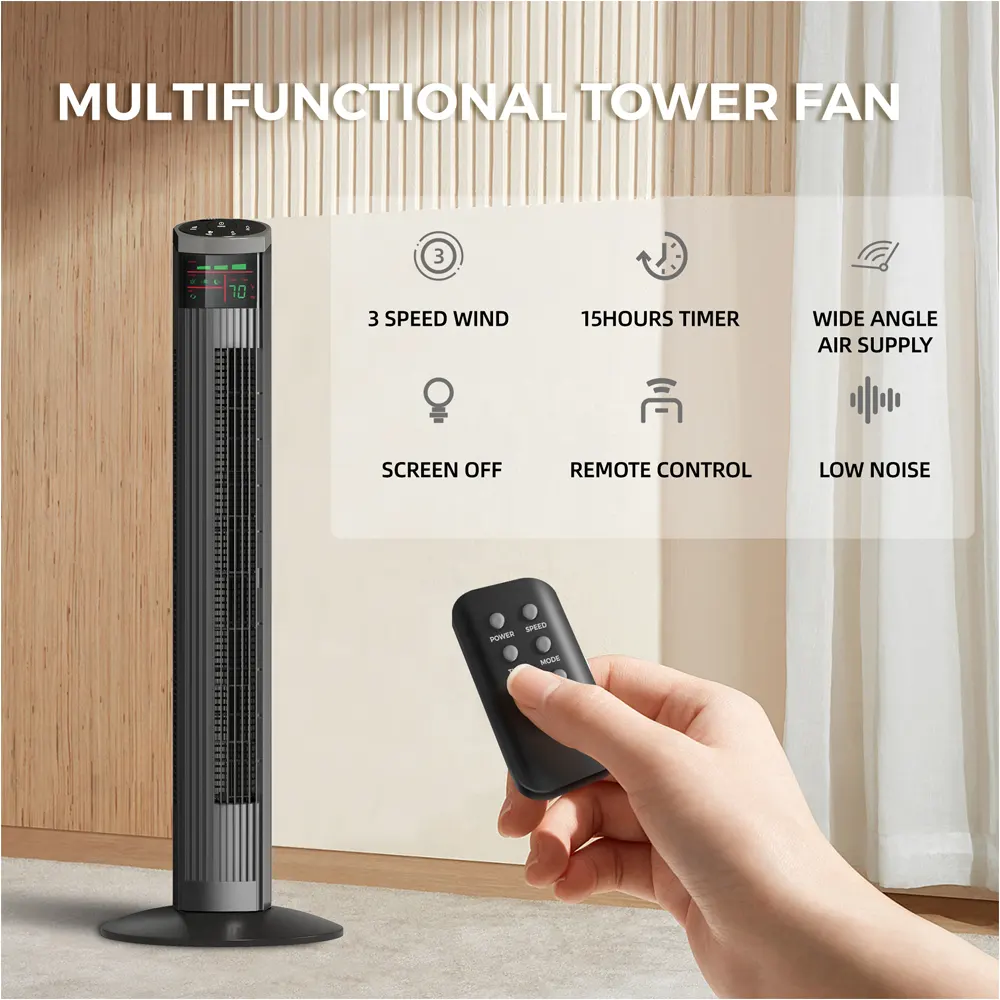 MULTIFUNCTIONAL TOWER FAN
3 SPEED WIND
15HOURS TIMER
WIDE ANGLE
AIR SUPPLY
SCREEN OFF
REMOTE CONTROL
LOW NOISE
3
70
POWER
SPEED
MODE